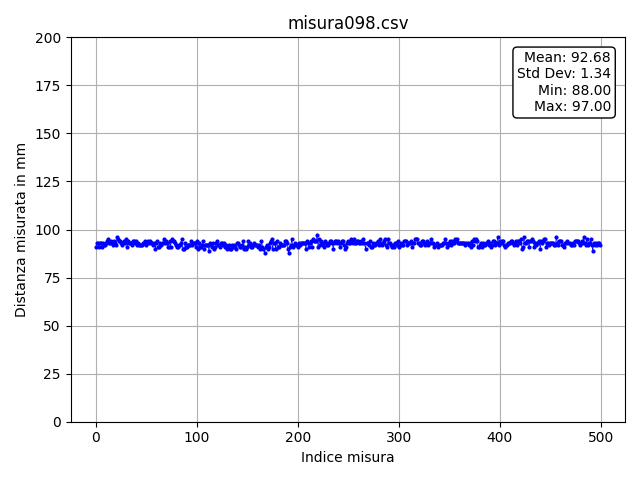 misura098.csv
Mean: 92.68
Std Dev: 1.34
Min: 88.00
Max: 97.00
Distanza misurata in mm
200
175
150
125
100
75
50
25
0
0 100 200 300 400 500
Indice misura